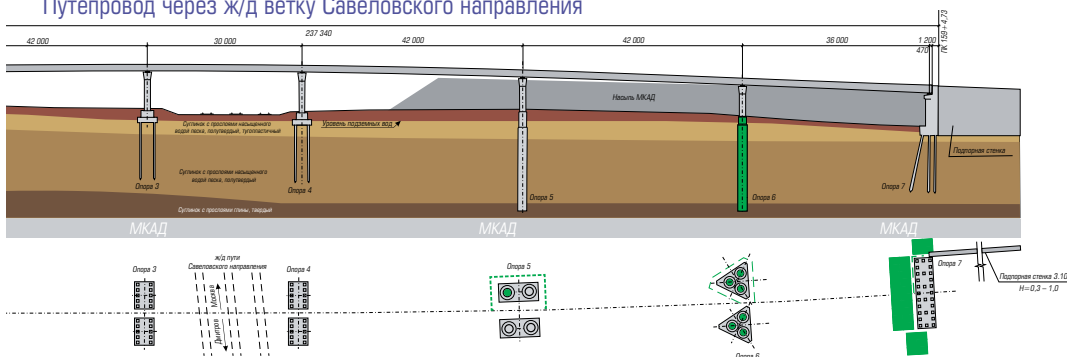 Путепровод через ж/д ветку Савеловского направления
42 000
30 000
237 340
42 000
42 000
36 000
1 200
470
ПК 159+4,73
Насыпь МКАД
Суглинок с прослоями насыщенного
водой песка, полутвердый, тугопластичный
Уровень подземных вод
Подпорная стенка
Суглинок с прослоями насыщенного
водой песка, полутвердый
Опора 3
Опора 4
Опора 5
Опора 6
Опора 7
Суглинок с прослоями глины, твердый
МКАД
МКАД
МКАД
Опора 3
ж/д пути
Савеловского направления
Опора 4
Опора 5
Опора 7
Подпорная стенка 3.10
H=0,3 – 1,0
Москва
Дмитров
Опора 6